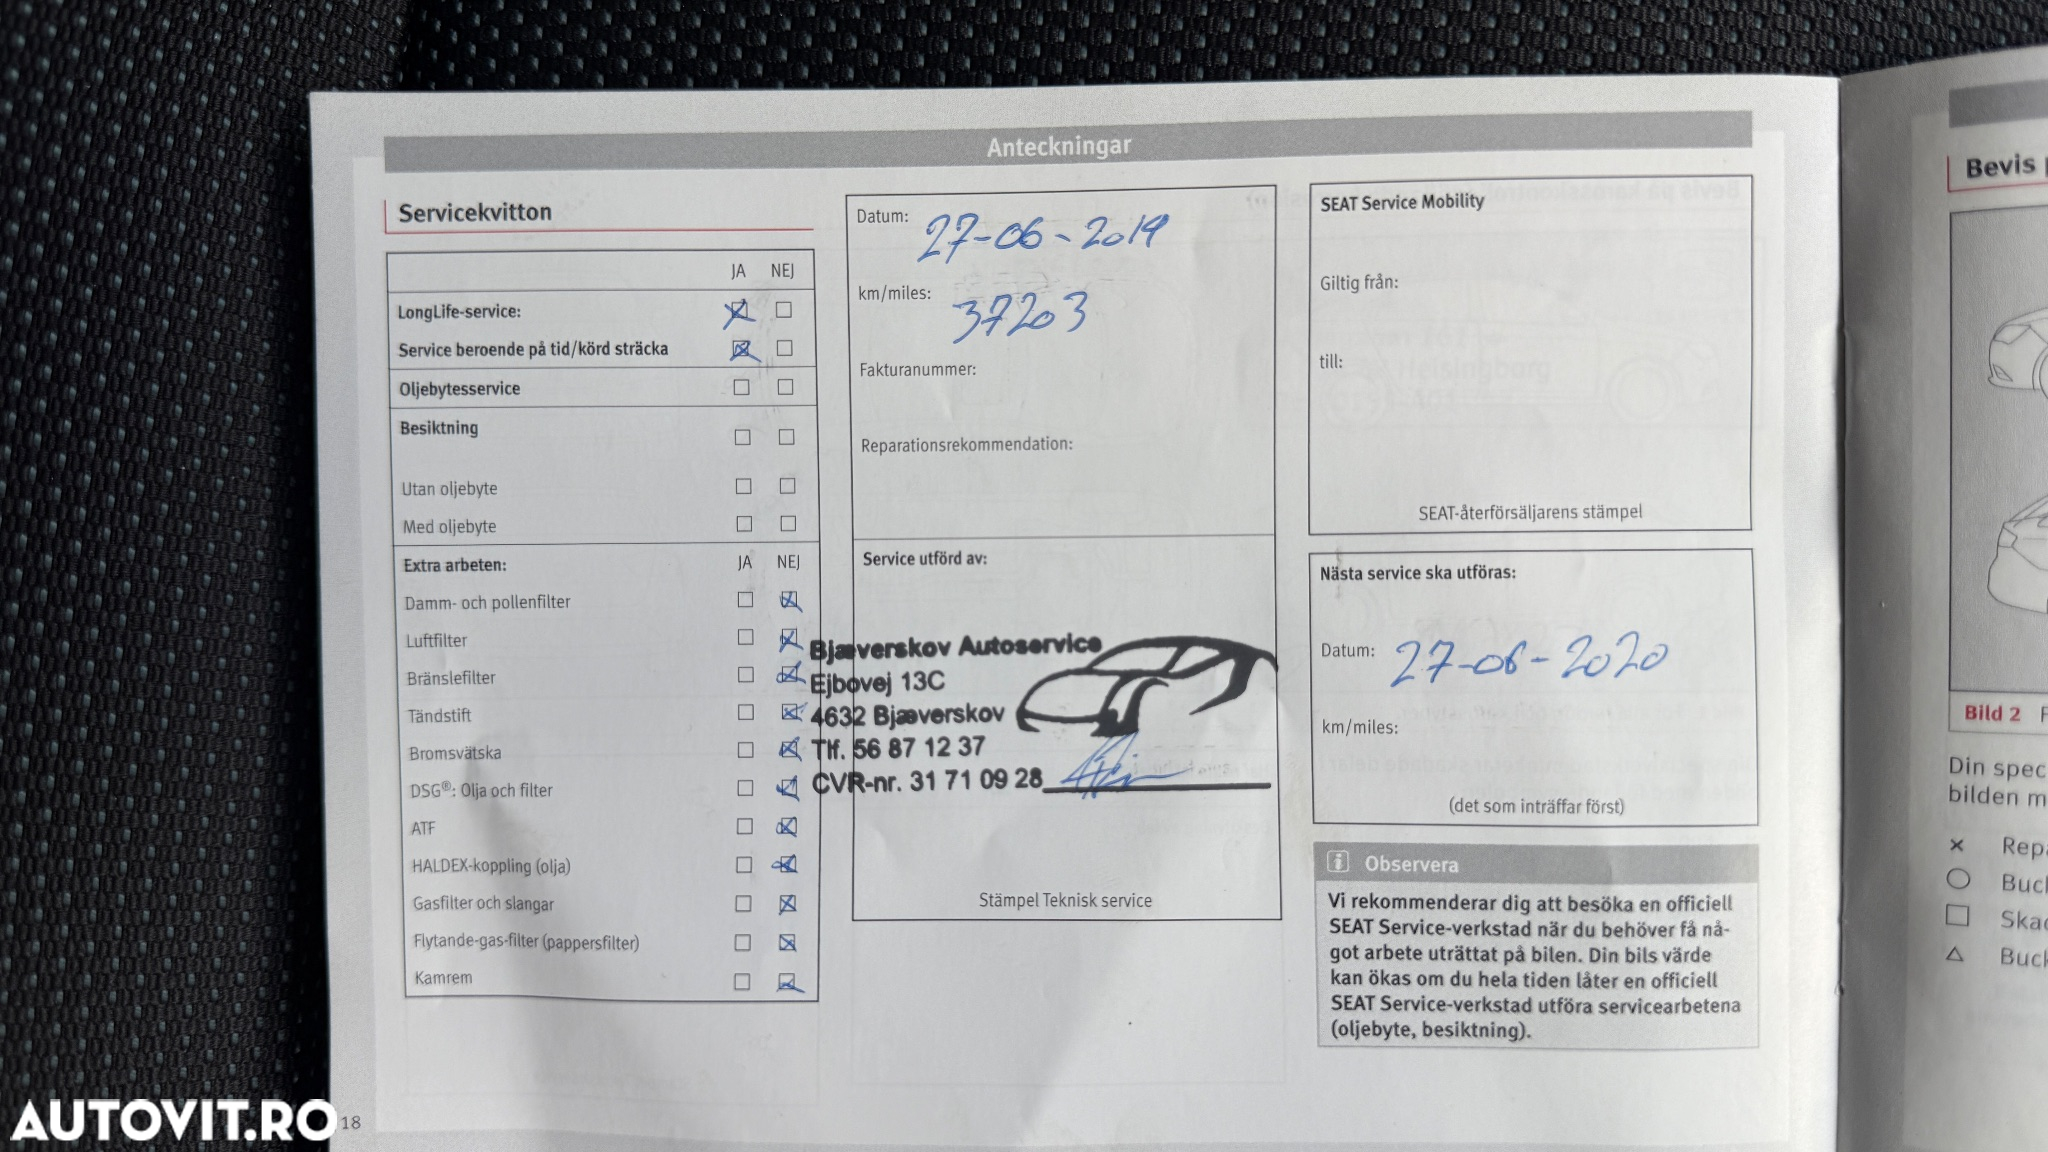 Anteckningar
Servicekvitton
JA NEJ
LongLife-service:
Service beroende på tid/körd sträcka
Oljebytesservice
Besiktning
Utan oljebyte
Med oljebyte
Extra arbeten: JA NEJ
Damm- och pollenfilter
Luftfilter
Bränslefilter
Tändstift
Bromsvätska
DSG®: Olja och filter
ATF
HALDEX-koppling (olja)
Gasfilter och slangar
Flytande-gas-filter (pappersfilter)
Kamrem
Datum: 27-06-2019
km/miles: 37203
Fakturanummer:
Reparationsrekommendation:
Service utförd av:
Bjæverskov Autoservice
Ejbovej 13C
4632 Bjæverskov
Tlf. 56 87 12 37
CVR-nr. 31 71 09 28
Stämpel Teknisk service
SEAT Service Mobility
Giltig från:
till:
SEAT-återförsäljarens stämpel
Nästa service ska utföras:
Datum: 27-06-2020
km/miles:
(det som inträffar först)
Observera
Vi rekommenderar dig att besöka en officiell
SEAT Service-verkstad när du behöver få nå-
got arbete uträttat på bilen. Din bils värde
kan ökas om du hela tiden låter en officiell
SEAT Service-verkstad utföra servicearbetena
(oljebyte, besiktning).
18
Bevis
Bild 2
Din spec
bilden m
Repa
Buck
Skad
Buck
AUTOVIT.RO